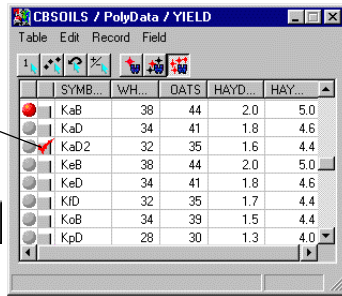 CBSOILS / PolyData / YIELD
Table Edit Record Field
1
SYMB... WH... OATS HAYD... HAY...
KaB 38 44 2.0 5.0
KaD 34 41 1.8 4.6
KaD2 32 35 1.6 4.4
KeB 38 44 2.0 5.0
KeD 34 41 1.8 4.6
KfD 32 35 1.7 4.4
KoB 34 39 1.5 4.4
KpD 28 30 1.3 4.0